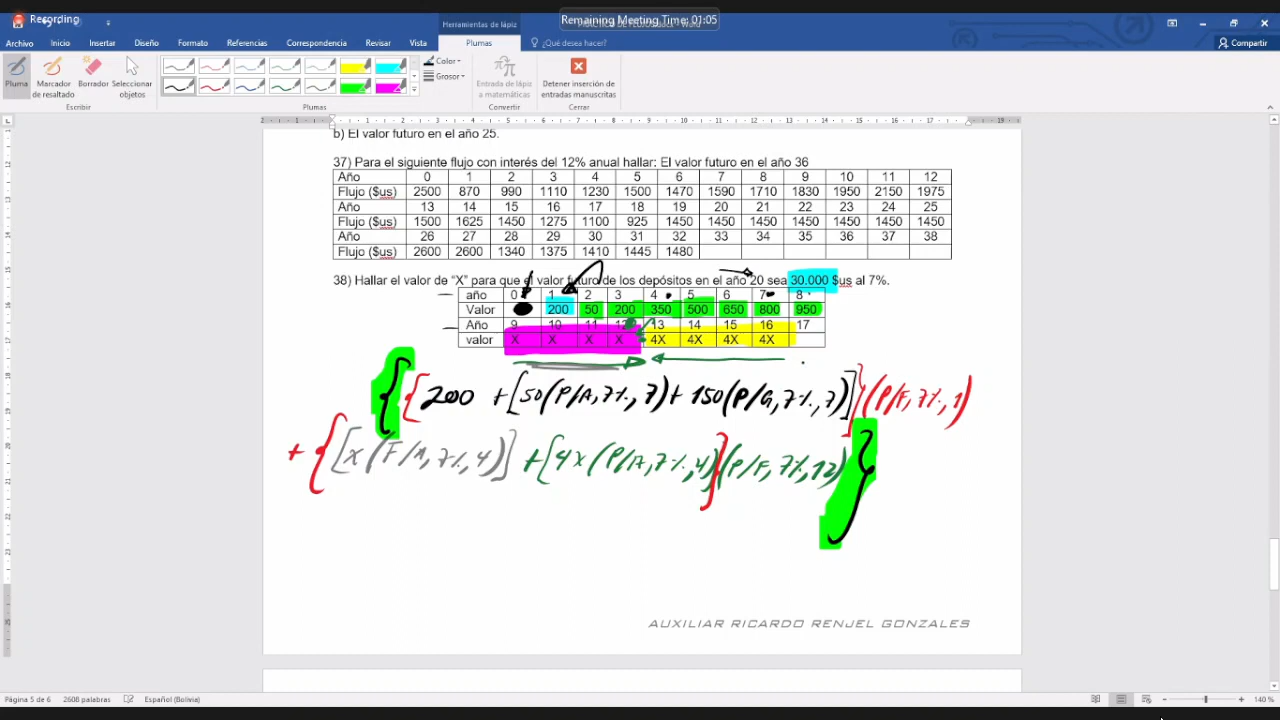 Recording
Remaining Meeting Time: 01:05
Herramientas de lápiz
Archivo Inicio Insertar Diseño Formato Referencias Correspondencia Revisar Vista Plumas ¿Qué desea hacer? Compartir
Pluma Marcador de resaltado Borrador Seleccionar objetos Color Grosor Entrada de lápiz a matemáticas Detener inserción de entradas manuscritas
Escribir Plumas Convertir Cerrar
b) El valor futuro en el año 25.
37) Para el siguiente flujo con interés del 12% anual hallar: El valor futuro en el año 36
Año 0 1 2 3 4 5 6 7 8 9 10 11 12
Flujo ($us) 2500 870 990 1110 1230 1500 1470 1590 1710 1830 1950 2150 1975
Año 13 14 15 16 17 18 19 20 21 22 23 24 25
Flujo ($us) 1500 1625 1450 1275 1100 925 1450 1450 1450 1450 1450 1450 1450
Año 26 27 28 29 30 31 32 33 34 35 36 37 38
Flujo ($us) 2600 2600 1340 1375 1410 1445 1480
38) Hallar el valor de “X” para que el valor futuro de los depósitos en el año 20 sea 30.000 $us al 7%.
año 0 1 2 3 4 5 6 7 8
Valor 200 50 200 350 500 650 800 950
Año 9 10 11 12 13 14 15 16 17
valor X X X X 4X 4X 4X 4X
{ { 200 + [50(P/A, 7%, 7) + 150(P/G, 7%, 7)] } (P/F, 7%, 1)
+ { [x (F/A, 7%, 4)] + [4x (P/A, 7%, 4) } (P/F, 7%, 12) }
AUXILIAR RICARDO RENJEL GONZALES
Página 5 de 6 2608 palabras Español (Bolivia) 140 %